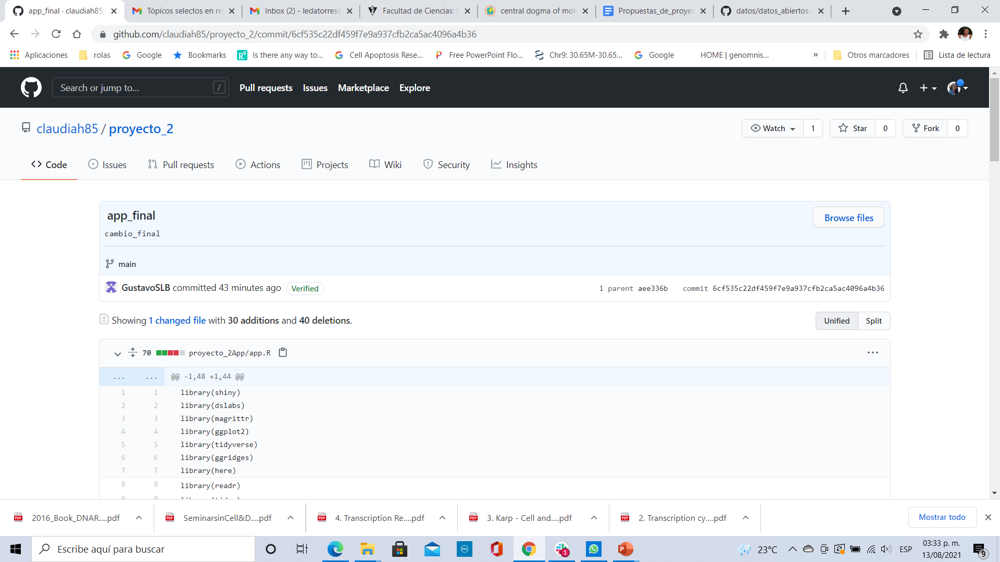 app_final · claudiah85/
Tópicos selectos en re
Inbox (2) - ledatorres
Facultad de Ciencias: L
central dogma of mol
Propuestas_de_proyec
datos/datos_abiertos
github.com/claudiah85/proyecto_2/commit/6cf535c22df459f7e9a937cfb2ca5ac4096a4b36
Aplicaciones
rolas
Google
Bookmarks
Is there any way to...
Cell Apoptosis Rese...
Free PowerPoint Flo...
Chr9: 30.65M-30.65...
Google
HOME | genomnis...
»
Otros marcadores
Lista de lectura
Search or jump to...
/
Pull requests
Issues
Marketplace
Explore
claudiah85 / proyecto_2
Watch
1
Star
0
Fork
0
Code
Issues
Pull requests
Actions
Projects
Wiki
Security
Insights
app_final
Browse files
cambio_final
main
GustavoSLB committed 43 minutes ago
Verified
1 parent aee336b
commit 6cf535c22df459f7e9a937cfb2ca5ac4096a4b36
Showing 1 changed file with 30 additions and 40 deletions.
Unified
Split
70
proyecto_2App/app.R
... ... @@ -1,48 +1,44 @@
1 1 library(shiny)
2 2 library(dslabs)
3 3 library(magrittr)
4 4 library(ggplot2)
5 5 library(tidyverse)
6 6 library(ggridges)
7 7 library(here)
8 8 library(readr)
9 9
2016_Book_DNAR....pdf
SeminarsinCell&D....pdf
4. Transcription Re....pdf
3. Karp - Cell and....pdf
2. Transcription cy....pdf
Mostrar todo
Escribe aquí para buscar
1
23°C
ESP
03:33 p. m.
13/08/2021
9